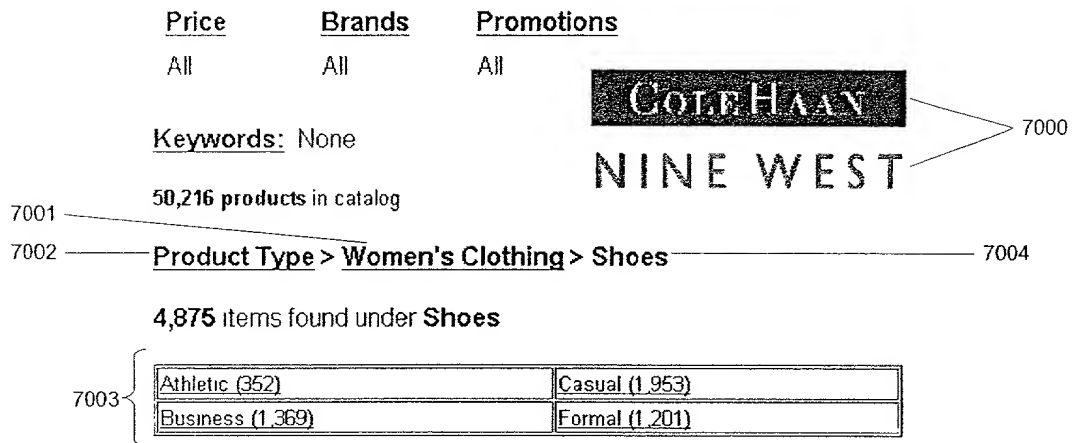 Price Brands Promotions
All All All
COLE HAAN
7000
Keywords: None
NINE WEST
50,216 products in catalog
7001
7002 Product Type > Women's Clothing > Shoes 7004
4,875 items found under Shoes
7003
Athletic (352) Casual (1,953)
Business (1,369) Formal (1,201)